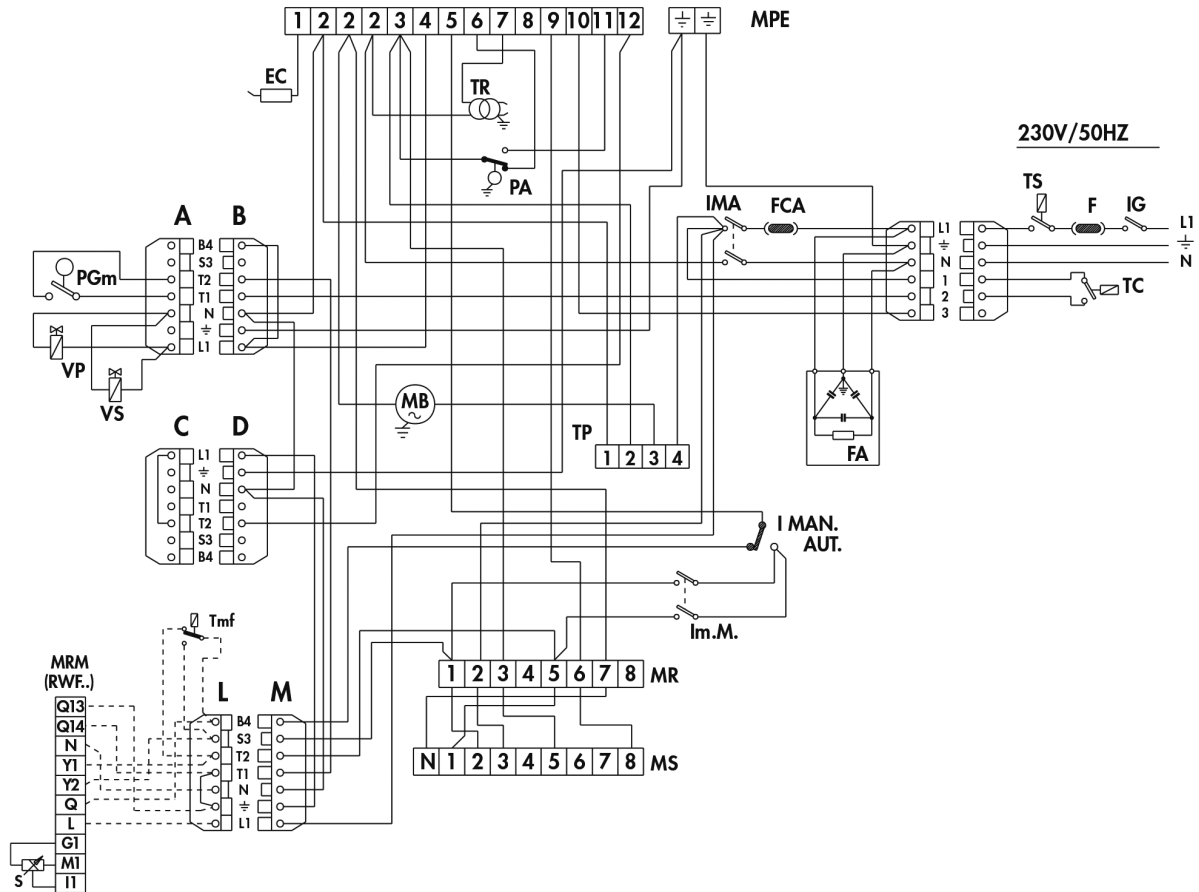 1 2 2 2 3 4 5 6 7 8 9 10 11 12
MPE
EC
TR
PA
230V/50HZ
TS
F
IG
L1
N
IMA
FCA
L1
N
1
2
3
TC
A
B
B4
S3
T2
T1
N
L1
PGm
VP
VS
MB
~
TP
1 2 3 4
FA
C
D
L1
N
T1
T2
S3
B4
I MAN.
AUT.
Im.M.
Tmf
MRM
(RWF..)
Q13
Q14
N
Y1
Y2
Q
L
G1
M1
I1
S
L
M
B4
S3
T2
T1
N
L1
1 2 3 4 5 6 7 8
MR
N 1 2 3 4 5 6 7 8
MS